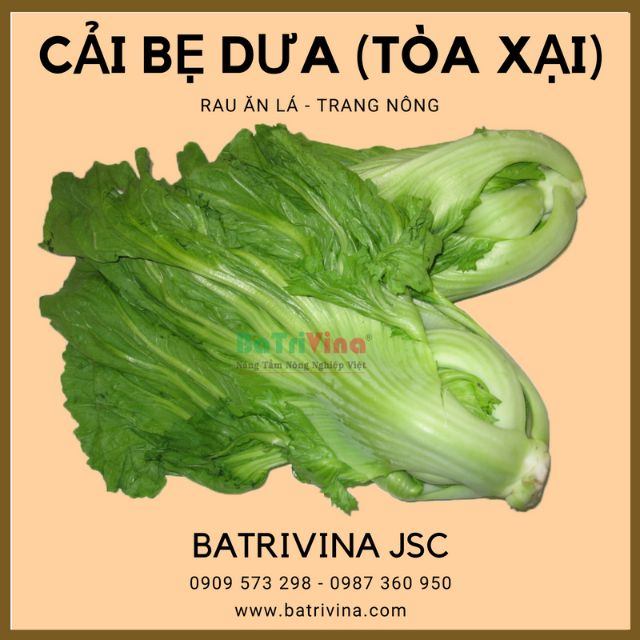 CẢI BẸ DƯA (TÒA XẠI)
RAU ĂN LÁ - TRANG NÔNG
BaTriVina®
Nâng Tầm Nông Nghiệp Việt
BATRIVINA JSC
0909 573 298 - 0987 360 950
www.batrivina.com